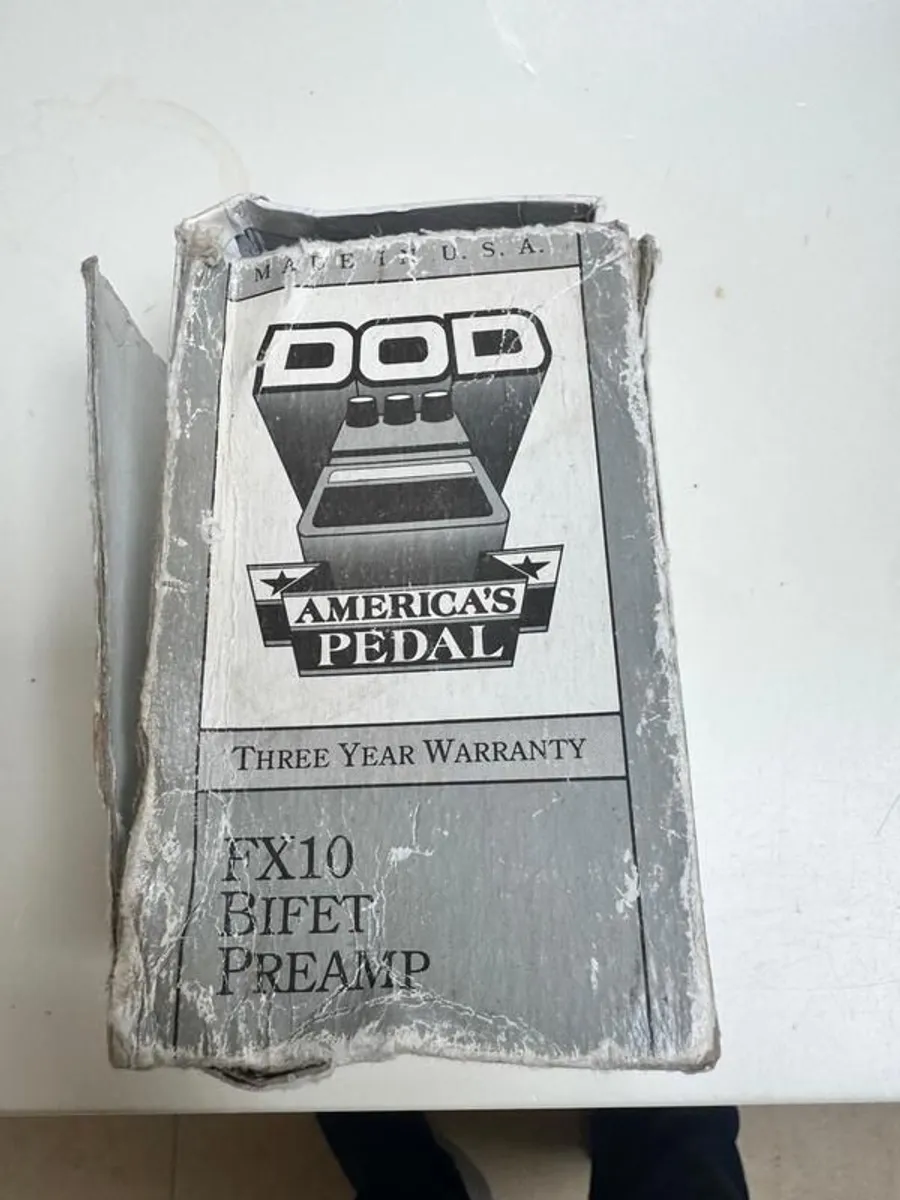 MADE IN U.S.A.
DOD
AMERICA'S
PEDAL
THREE YEAR WARRANTY
FX10
BIFET
PREAMP